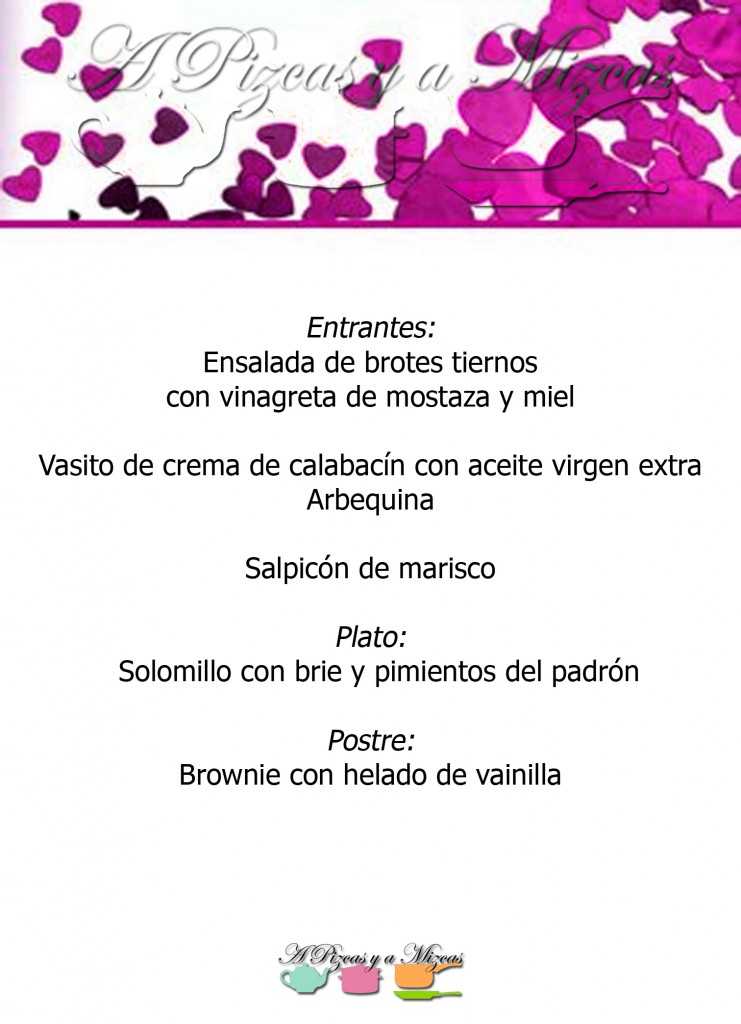 A Pizcas y a Mizcas
Entrantes:
Ensalada de brotes tiernos
con vinagreta de mostaza y miel
Vasito de crema de calabacín con aceite virgen extra
Arbequina
Salpicón de marisco
Plato:
Solomillo con brie y pimientos del padrón
Postre:
Brownie con helado de vainilla
A Pizcas y a Mizcas